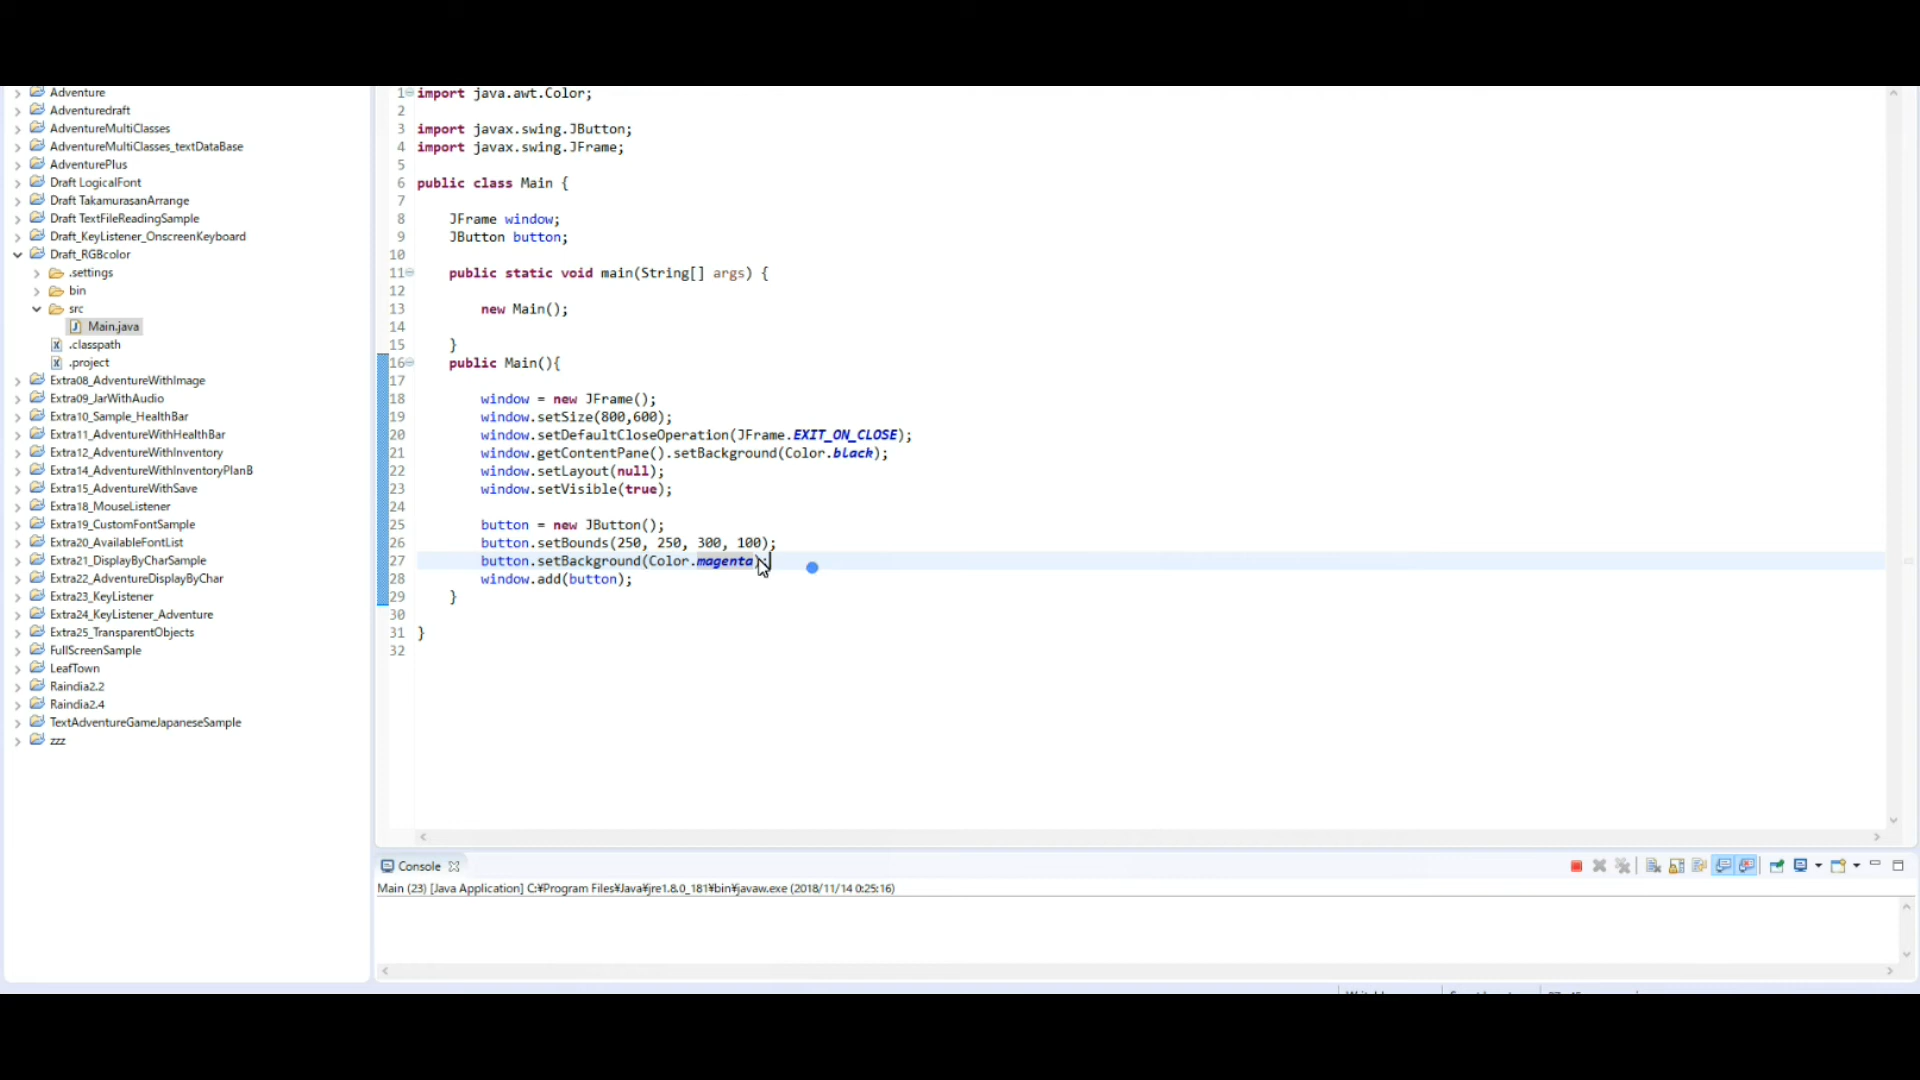 Adventure
Adventuredraft
AdventureMultiClasses
AdventureMultiClasses_textDataBase
AdventurePlus
Draft LogicalFont
Draft TakamurasanArrange
Draft TextFileReadingSample
Draft_KeyListener_OnscreenKeyboard
Draft_RGBcolor
.settings
bin
src
Main.java
.classpath
.project
Extra08_AdventureWithImage
Extra09_JarWithAudio
Extra10_Sample_HealthBar
Extra11_AdventureWithHealthBar
Extra12_AdventureWithInventory
Extra14_AdventureWithInventoryPlanB
Extra15_AdventureWithSave
Extra18_MouseListener
Extra19_CustomFontSample
Extra20_AvailableFontList
Extra21_DisplayByCharSample
Extra22_AdventureDisplayByChar
Extra23_KeyListener
Extra24_KeyListener_Adventure
Extra25_TransparentObjects
FullScreenSample
LeafTown
Raindia2.2
Raindia2.4
TextAdventureGameJapaneseSample
zzz
1 import java.awt.Color;
2
3 import javax.swing.JButton;
4 import javax.swing.JFrame;
5
6 public class Main {
7
8 JFrame window;
9 JButton button;
10
11 public static void main(String[] args) {
12
13 new Main();
14
15 }
16 public Main(){
17
18 window = new JFrame();
19 window.setSize(800,600);
20 window.setDefaultCloseOperation(JFrame.EXIT_ON_CLOSE);
21 window.getContentPane().setBackground(Color.black);
22 window.setLayout(null);
23 window.setVisible(true);
24
25 button = new JButton();
26 button.setBounds(250, 250, 300, 100);
27 button.setBackground(Color.magenta);
28 window.add(button);
29 }
30
31 }
32
Console
Main (23) [Java Application] C:¥Program Files¥Java¥jre1.8.0_181¥bin¥javaw.exe (2018/11/14 0:25:16)